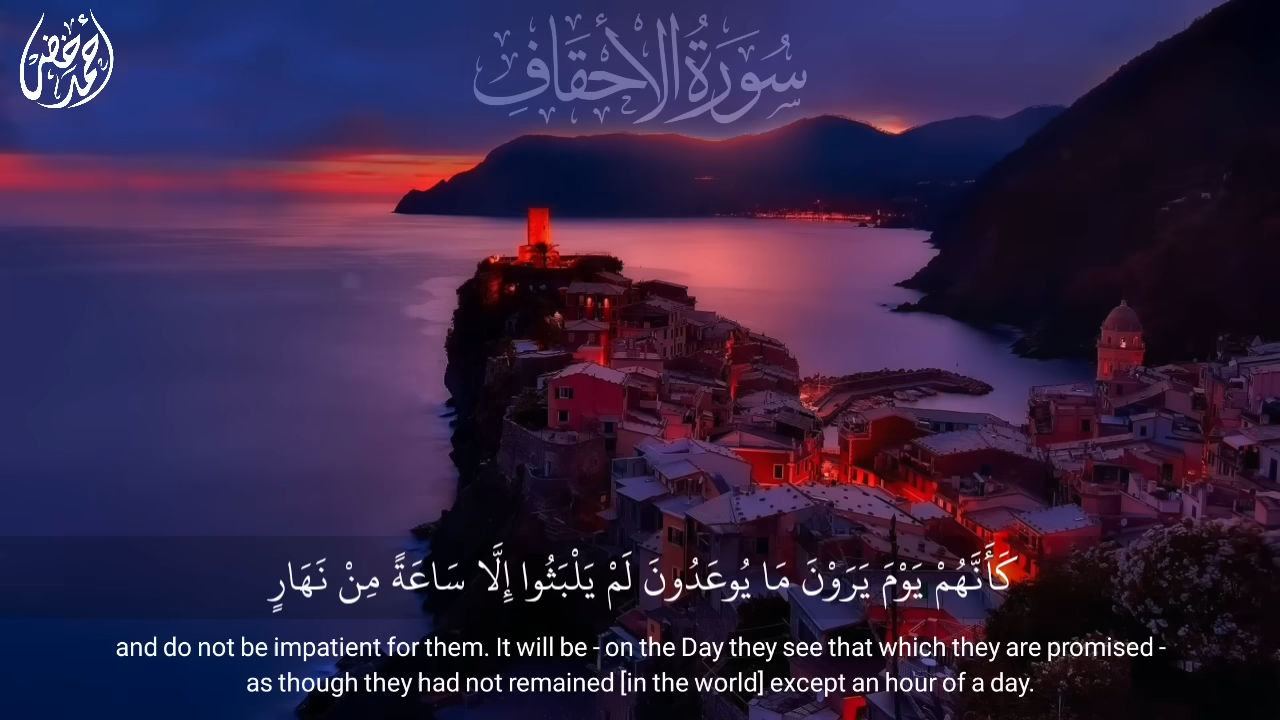 أحمد خضر
سُورَةُ الأَحْقَافِ
كَأَنَّهُمْ يَوْمَ يَرَوْنَ مَا يُوعَدُونَ لَمْ يَلْبَثُوا إِلَّا سَاعَةً مِنْ نَهَارٍ
and do not be impatient for them. It will be - on the Day they see that which they are promised -
as though they had not remained [in the world] except an hour of a day.